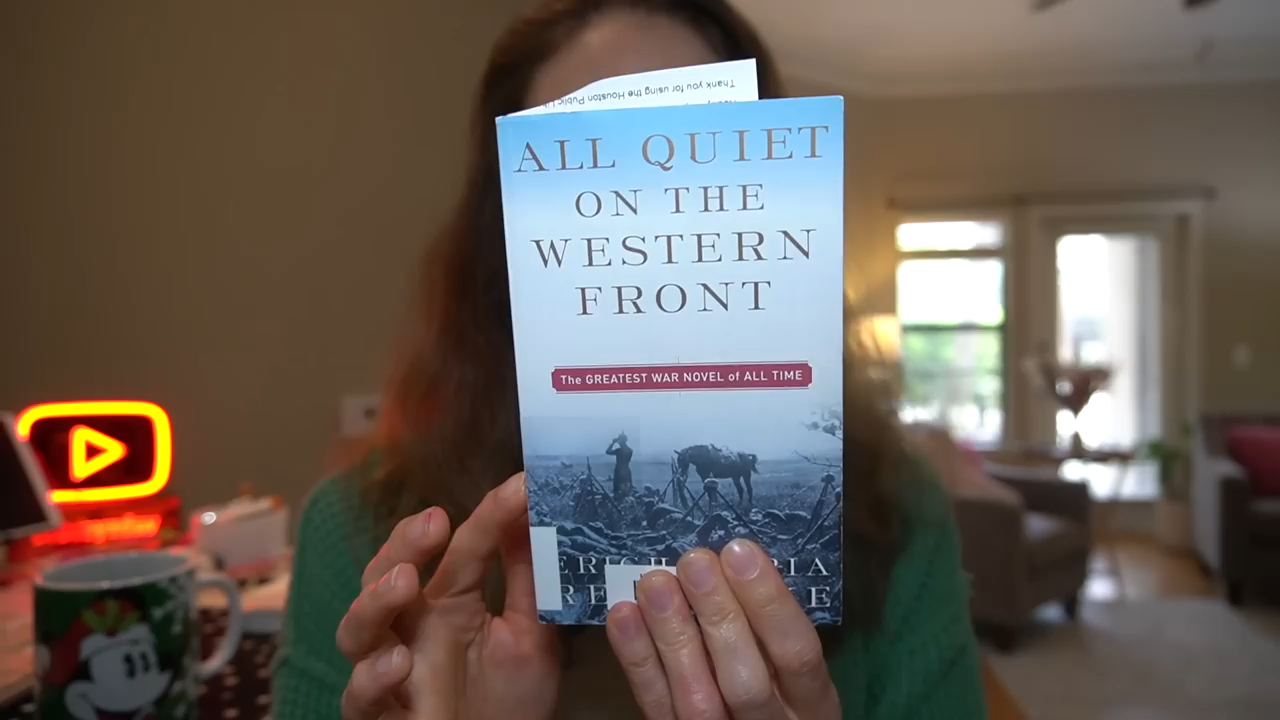 Thank you for using the Houston Public Lib
ALL QUIET
ON THE
WESTERN
FRONT
The GREATEST WAR NOVEL of ALL TIME